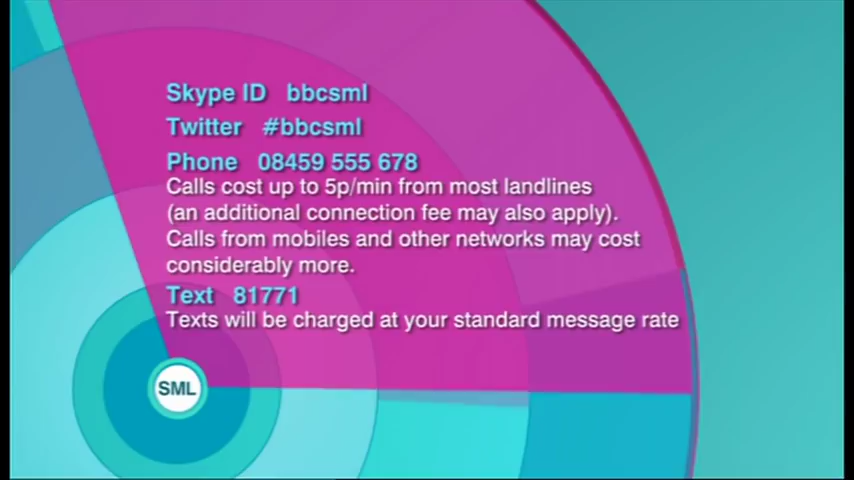 Skype ID bbcsml
Twitter #bbcsml
Phone 08459 555 678
Calls cost up to 5p/min from most landlines
(an additional connection fee may also apply).
Calls from mobiles and other networks may cost
considerably more.
Text 81771
Texts will be charged at your standard message rate
SML